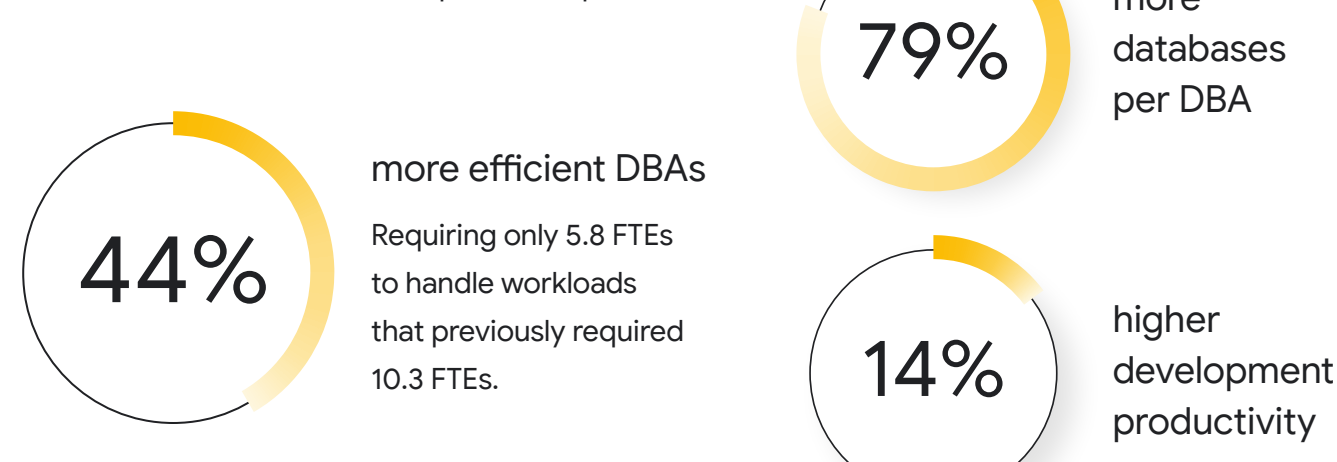 44%
more efficient DBAs
Requiring only 5.8 FTEs
to handle workloads
that previously required
10.3 FTEs.
79%
more
databases
per DBA
14%
higher
development
productivity